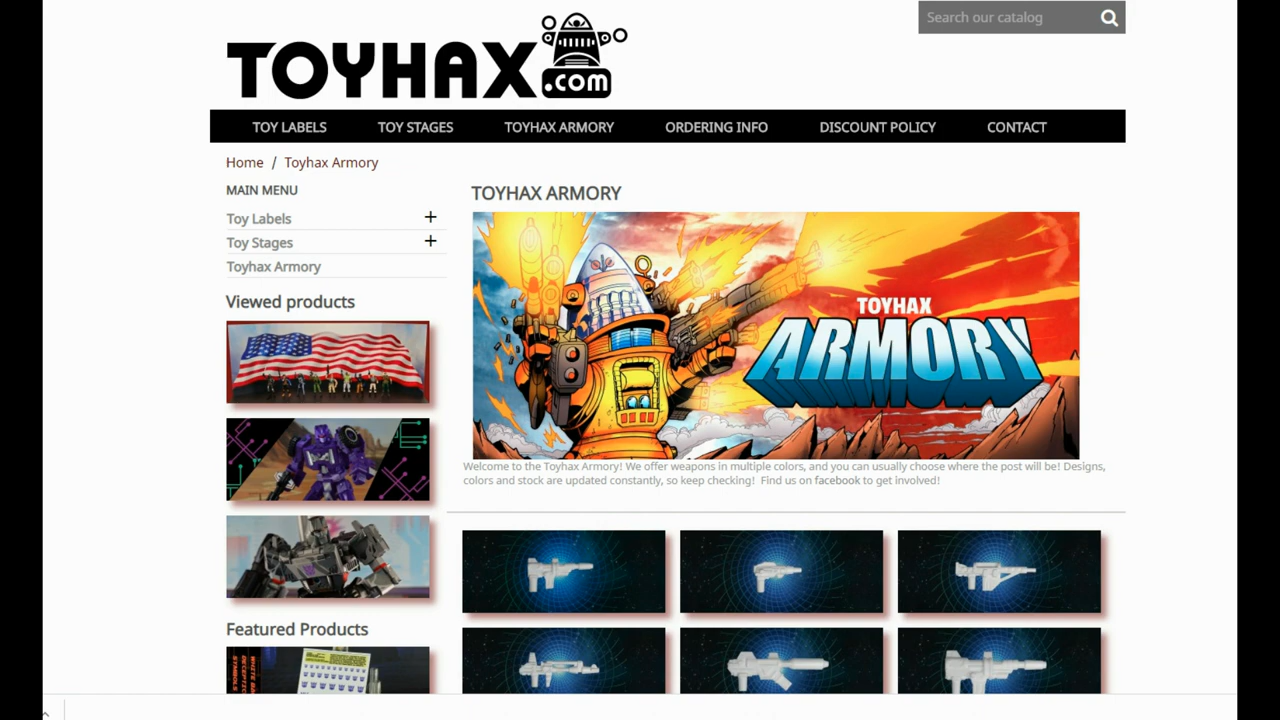 Search our catalog
TOYHAX.com
TOY LABELS
TOY STAGES
TOYHAX ARMORY
ORDERING INFO
DISCOUNT POLICY
CONTACT
Home / Toyhax Armory
MAIN MENU
Toy Labels +
Toy Stages +
Toyhax Armory
Viewed products
Featured Products
TOYHAX ARMORY
TOYHAX
ARMORY
Welcome to the Toyhax Armory! We offer weapons in multiple colors, and you can usually choose where the post will be! Designs,
colors and stock are updated constantly, so keep checking! Find us on facebook to get involved!